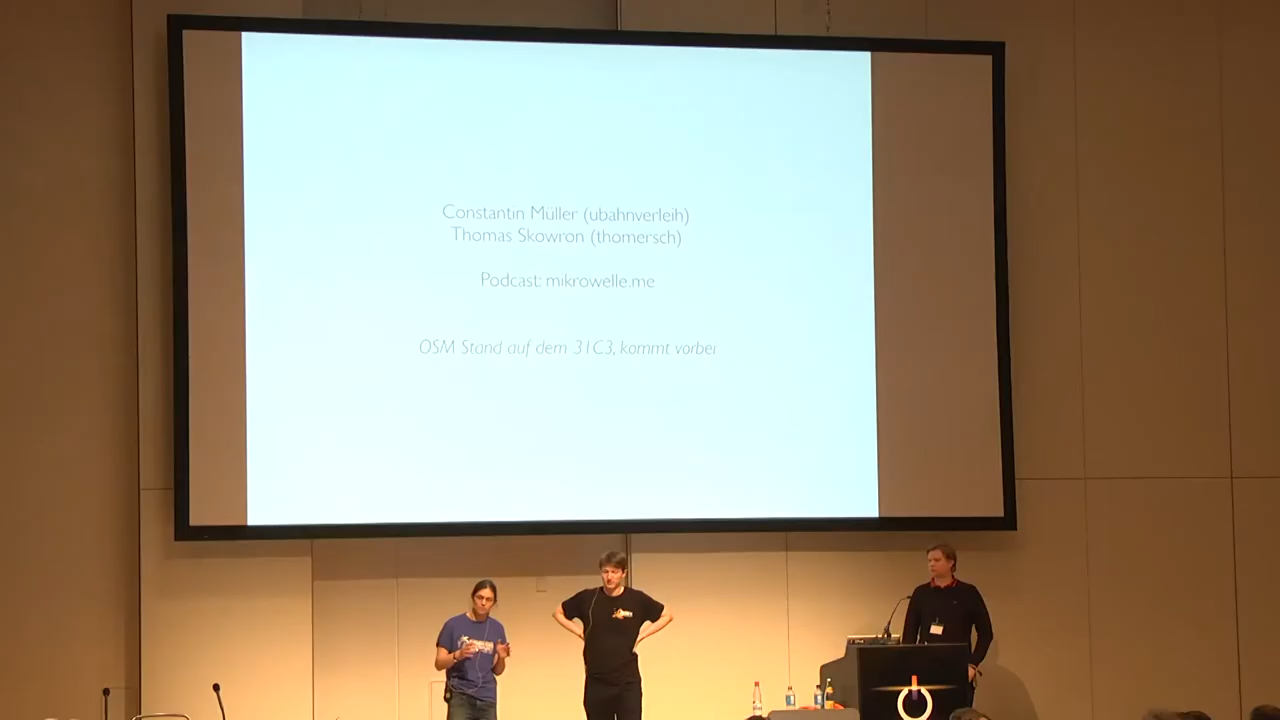 Constantin Müller (ubahnverleih)
Thomas Skowron (thomersch)
Podcast: mikrowelle.me
OSM Stand auf dem 31C3, kommt vorbei